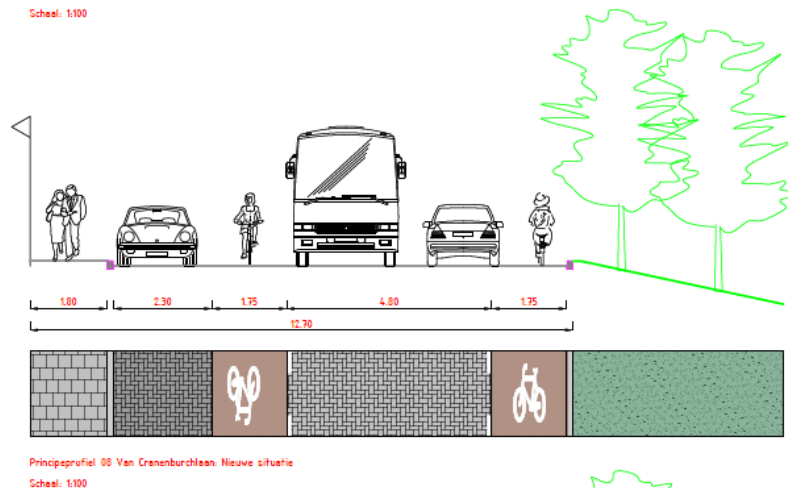 Schaal: 1:100
1.80 2.30 1.75 4.80 1.75
12.70
Principeprofiel 08 Van Cranenburchlaan: Nieuwe situatie
Schaal: 1:100